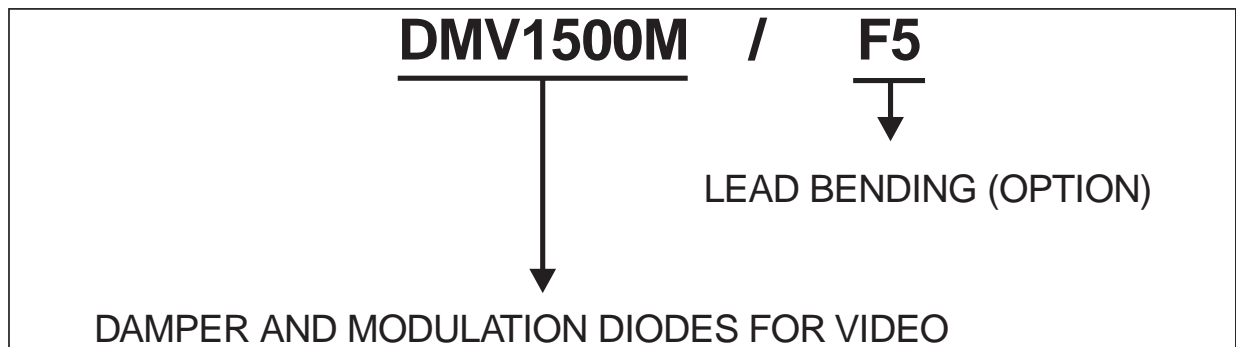 DMV1500M / F5
LEAD BENDING (OPTION)
DAMPER AND MODULATION DIODES FOR VIDEO